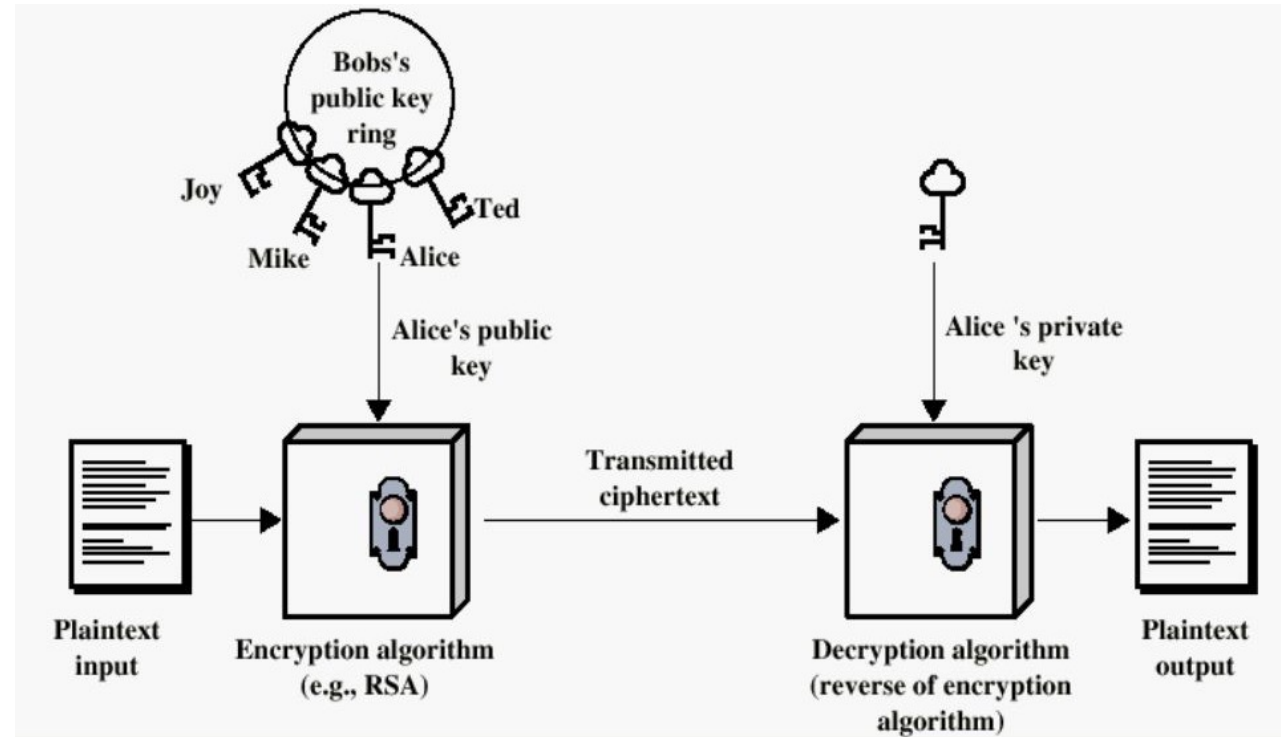 Bobs's
public key
ring
Joy
Mike
Alice
Ted
Alice's public
key
Alice 's private
key
Transmitted
ciphertext
Plaintext
input
Encryption algorithm
(e.g., RSA)
Decryption algorithm
(reverse of encryption
algorithm)
Plaintext
output